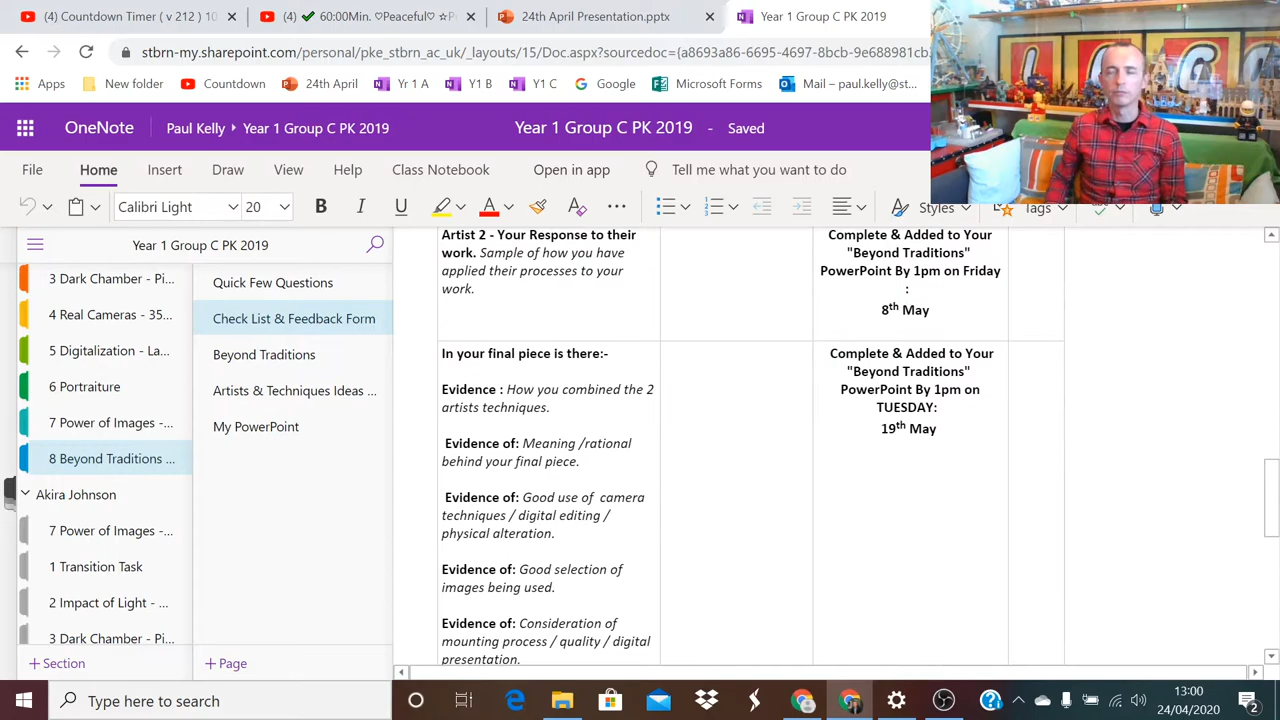 (4) Countdown Timer ( v 212 ) 10
(4) ✔ 60:00Min♡Peaceful♡ ☆P
24th April Presentation.pptx
Year 1 Group C PK 2019
stbrn-my.sharepoint.com/personal/pke_stbrn_ac_uk/_layouts/15/Doc.aspx?sourcedoc={a8693a86-6695-4697-8bcb-9e688981cb
Apps
New folder
Countdown
24th April
Y1 B
Y1 C
Google
Microsoft Forms
Mail – paul.kelly@st...
OneNote
Paul Kelly
Year 1 Group C PK 2019
Year 1 Group C PK 2019 - Saved
File
Home
Insert
Draw
View
Help
Class Notebook
Open in app
Tell me what you want to do
Calibri Light
20
B
I
U
A
Styles
Tags
Year 1 Group C PK 2019
3 Dark Chamber - Pi...
4 Real Cameras - 35...
5 Digitalization - La...
6 Portraiture
7 Power of Images -...
8 Beyond Traditions ...
Akira Johnson
7 Power of Images -...
1 Transition Task
2 Impact of Light - ...
3 Dark Chamber - Pi...
+ Section
Quick Few Questions
Check List & Feedback Form
Beyond Traditions
Artists & Techniques Ideas ...
My PowerPoint
+ Page
Artist 2 - Your Response to their
work. Sample of how you have
applied their processes to your
work.
Complete & Added to Your
"Beyond Traditions"
PowerPoint By 1pm on Friday
:
8th May
In your final piece is there:-
Evidence : How you combined the 2
artists techniques.
Evidence of: Meaning /rational
behind your final piece.
Evidence of: Good use of camera
techniques / digital editing /
physical alteration.
Evidence of: Good selection of
images being used.
Evidence of: Consideration of
mounting process / quality / digital
presentation.
Complete & Added to Your
"Beyond Traditions"
PowerPoint By 1pm on
TUESDAY:
19th May
Type here to search
13:00
24/04/2020
2